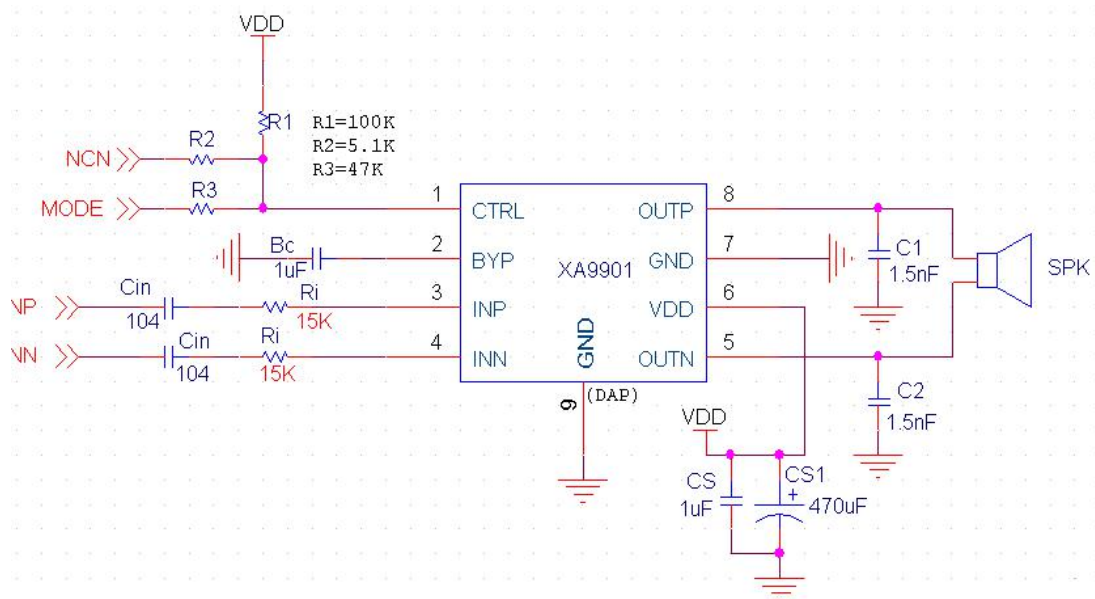 VDD
R1
R1=100K
R2=5.1K
R3=47K
R2
NCN
R3
MODE
1
CTRL
OUTP
8
Bc
1uF
2
BYP
XA9901
GND
7
C1
1.5nF
SPK
Cin
104
Ri
15K
3
INP
VDD
6
NP
Cin
104
Ri
15K
4
INN
GND
OUTN
5
NN
9
(DAP)
C2
1.5nF
VDD
CS
1uF
CS1
+
470uF